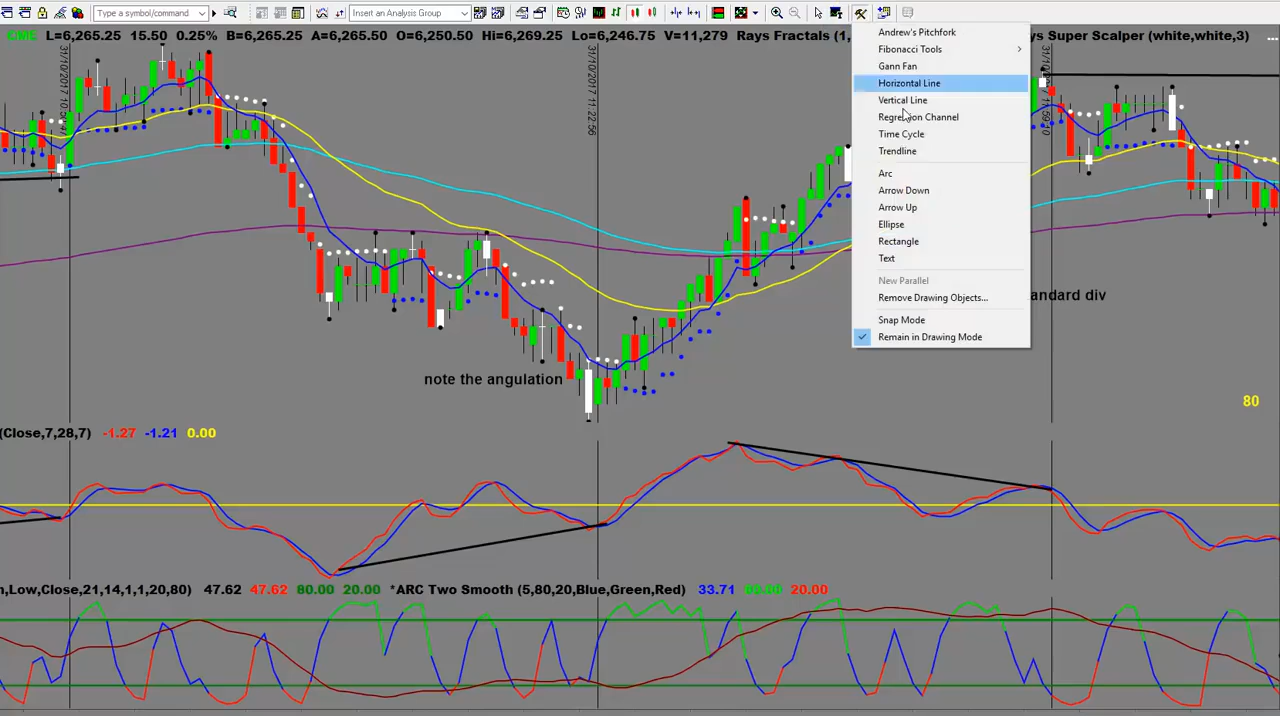 Type a symbol/command
Insert an Analysis Group
CME L=6,265.25 15.50 0.25% B=6,265.25 A=6,265.50 O=6,250.50 Hi=6,269.25 Lo=6,246.75 V=11,279 Rays Fractals (1,
ys Super Scalper (white,white,3) ...
31/10/2017
31/10/2017 11:22:56
Andrew's Pitchfork
Fibonacci Tools
Gann Fan
Horizontal Line
Vertical Line
Regression Channel
Time Cycle
Trendline
Arc
Arrow Down
Arrow Up
Ellipse
Rectangle
Text
New Parallel
Remove Drawing Objects...
Snap Mode
Remain in Drawing Mode
andard div
note the angulation
80
(Close,7,28,7) -1.27 -1.21 0.00
,Low,Close,21,14,1,1,20,80) 47.62 47.62 80.00 20.00 *ARC Two Smooth (5,80,20,Blue,Green,Red) 33.71 80.00 20.00